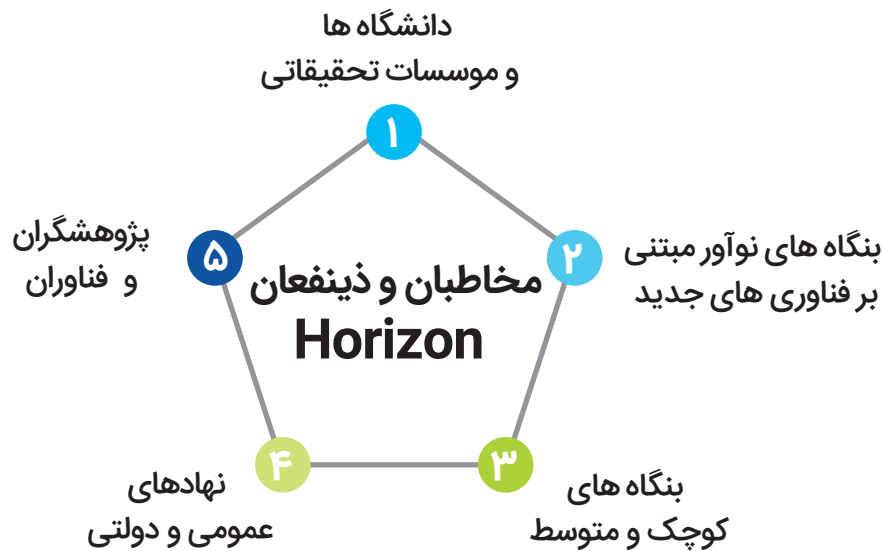 دانشگاه ها
و موسسات تحقیقاتی
۱
بنگاه های نوآور مبتنی
بر فناوری های جدید
۲
بنگاه های
کوچک و متوسط
۳
نهادهای
عمومی و دولتی
۴
پژوهشگران
و فناوران
۵
مخاطبان و ذینفعان
Horizon